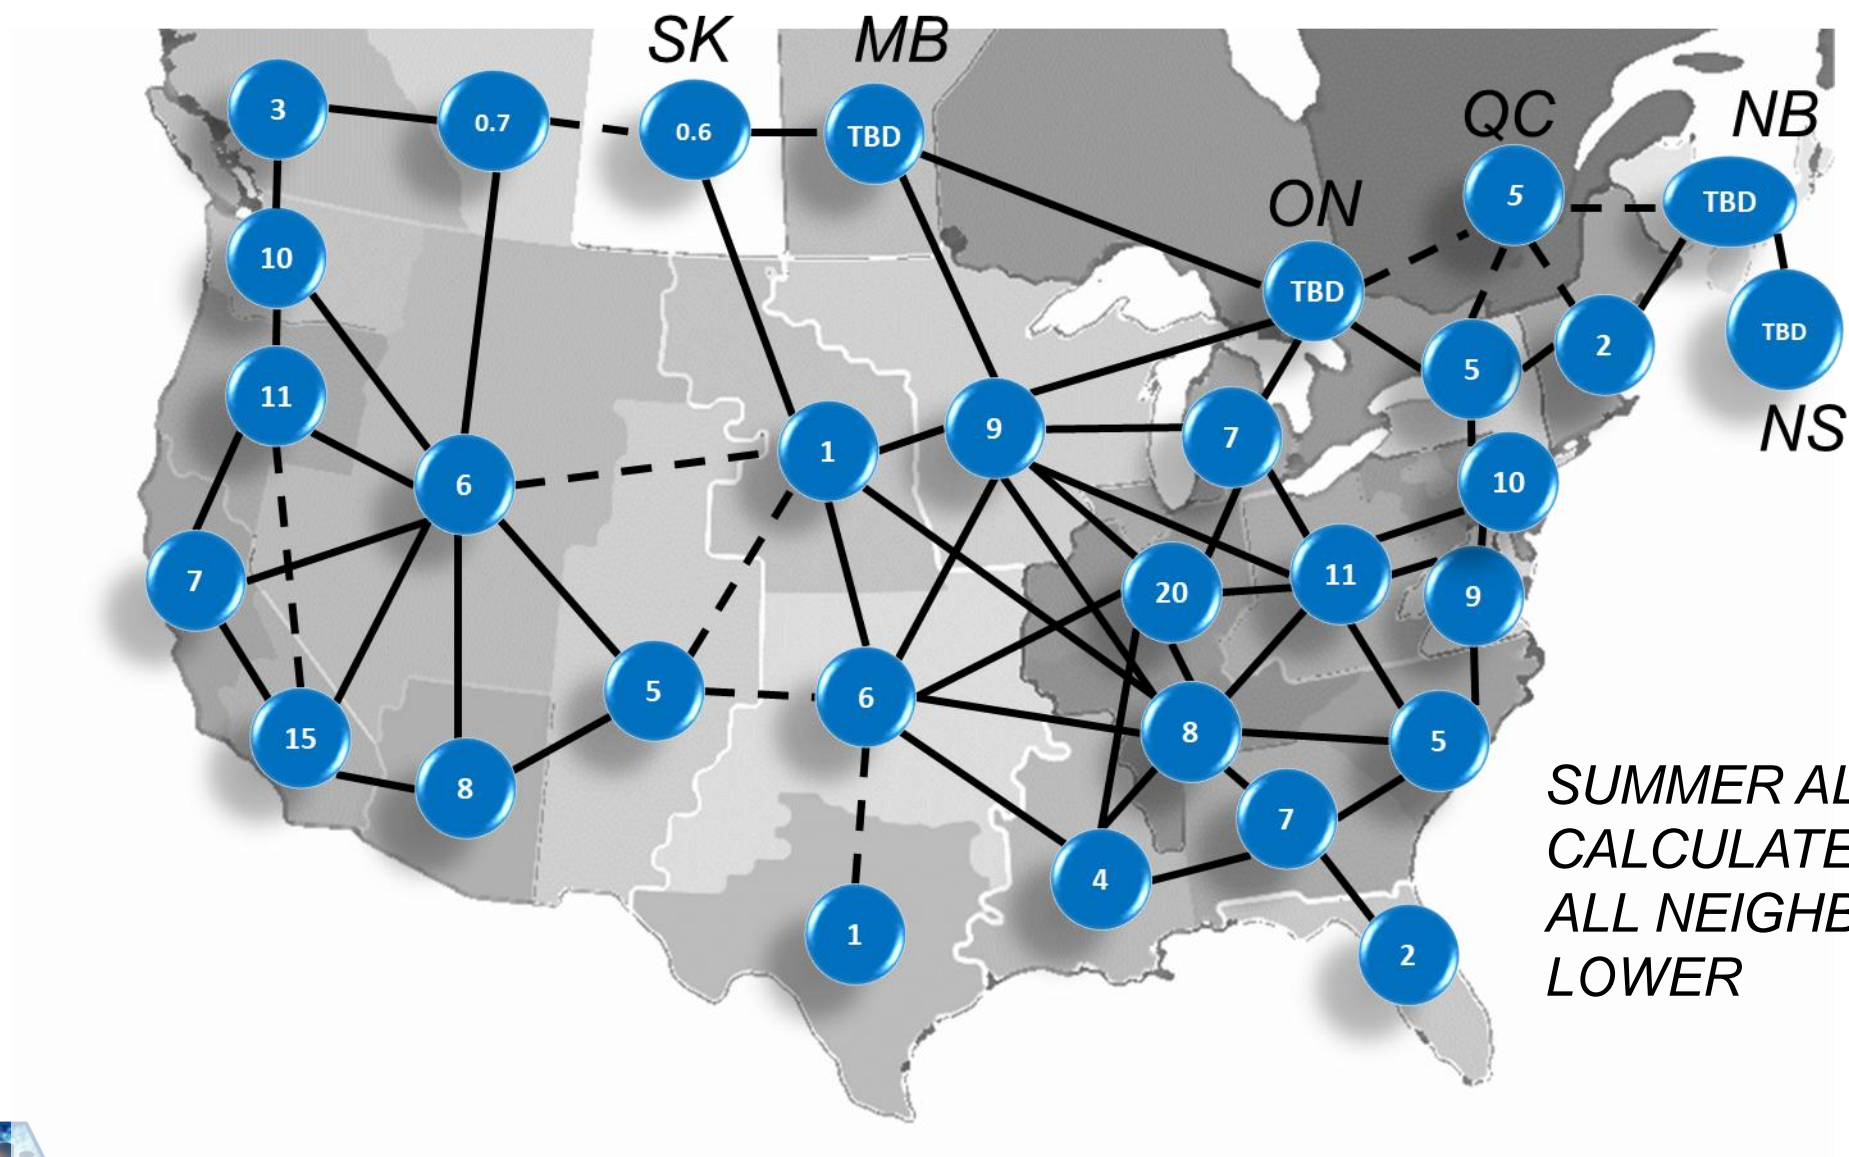 SK MB
3 0.7 0.6 TBD
QC NB
5 TBD
ON
10 TBD
TBD
11 5 2
NS
1 9 7
6 10
7 20 11 9
5 6
15 8 5
8 7
4
1 2
SUMMER AL
CALCULATE
ALL NEIGHB
LOWER